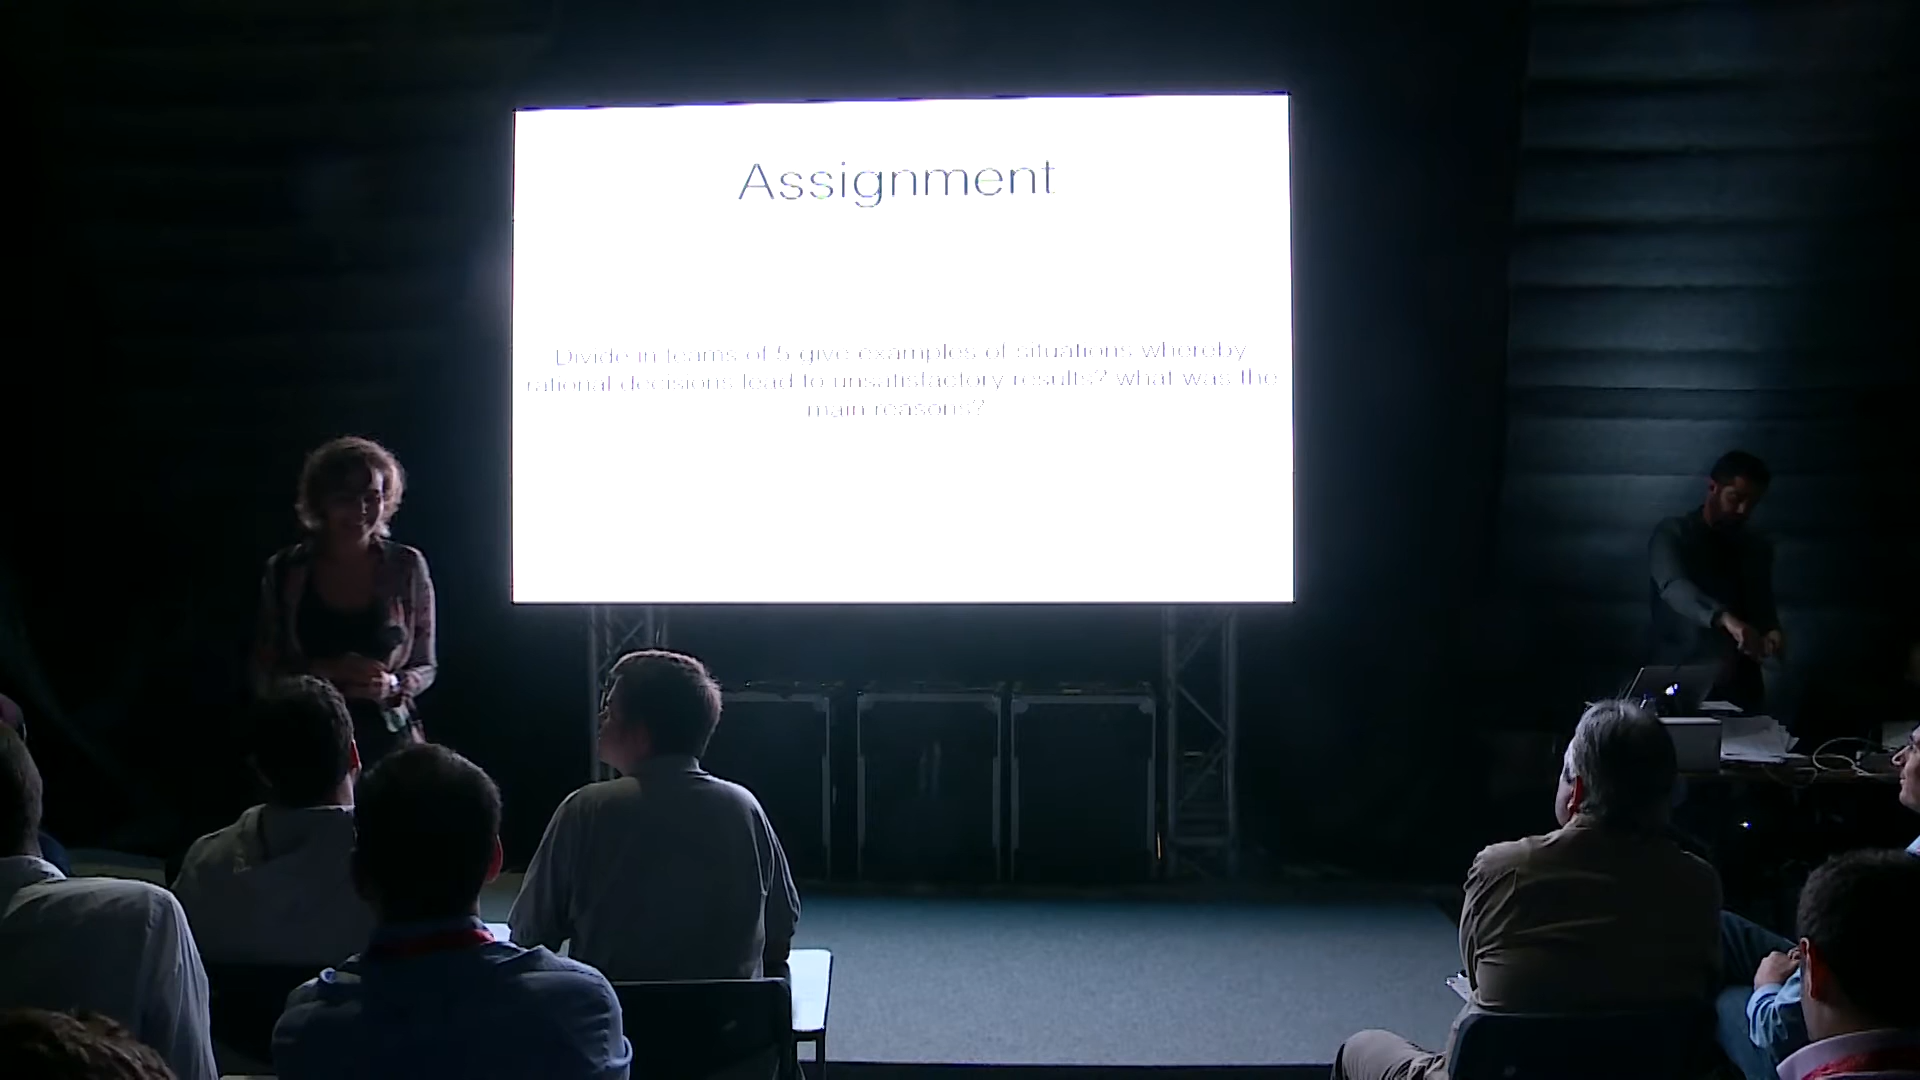 Assignment
Divide in teams of 5 give examples of situations whereby
rational decisions lead to unsatisfactory results? what was the
main reasons?